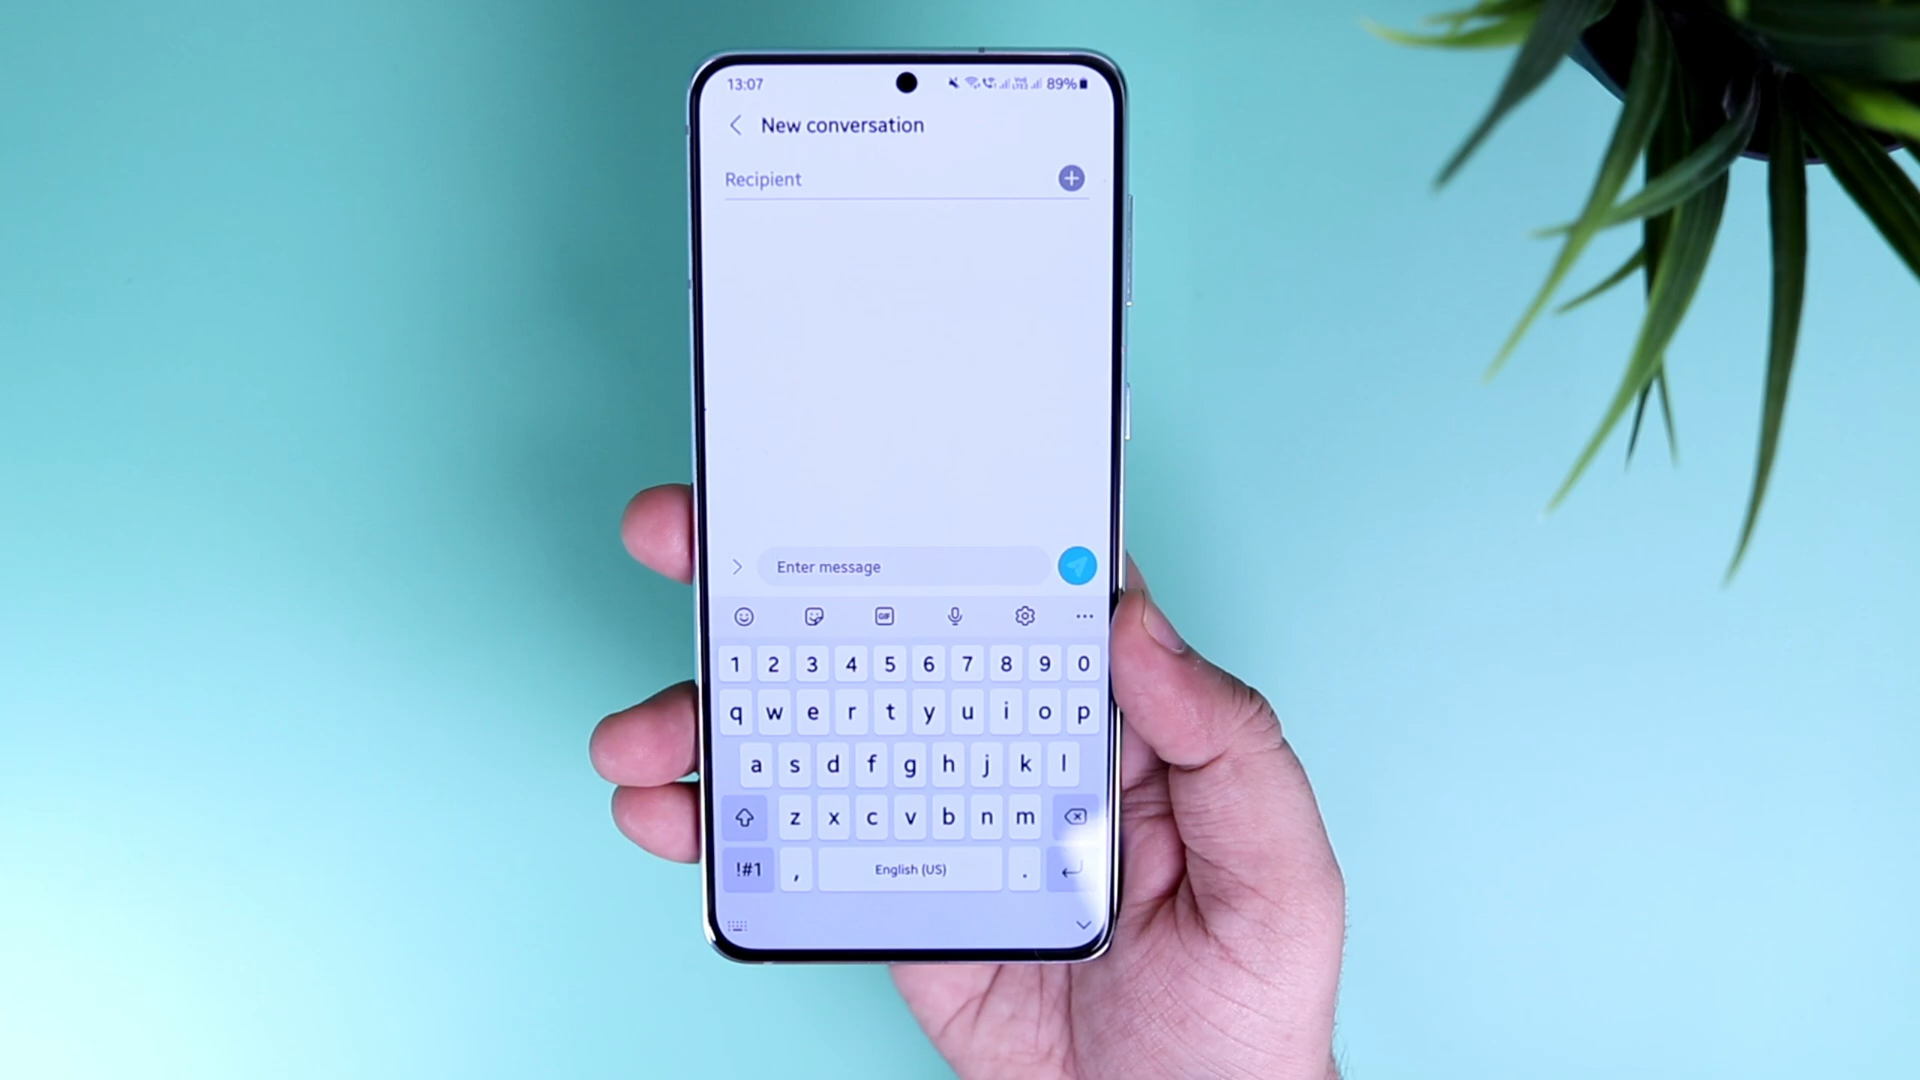 13:07 89%
New conversation
Recipient
Enter message
GIF
1 2 3 4 5 6 7 8 9 0
q w e r t y u i o p
a s d f g h j k l
z x c v b n m
!#1 , English (US) .